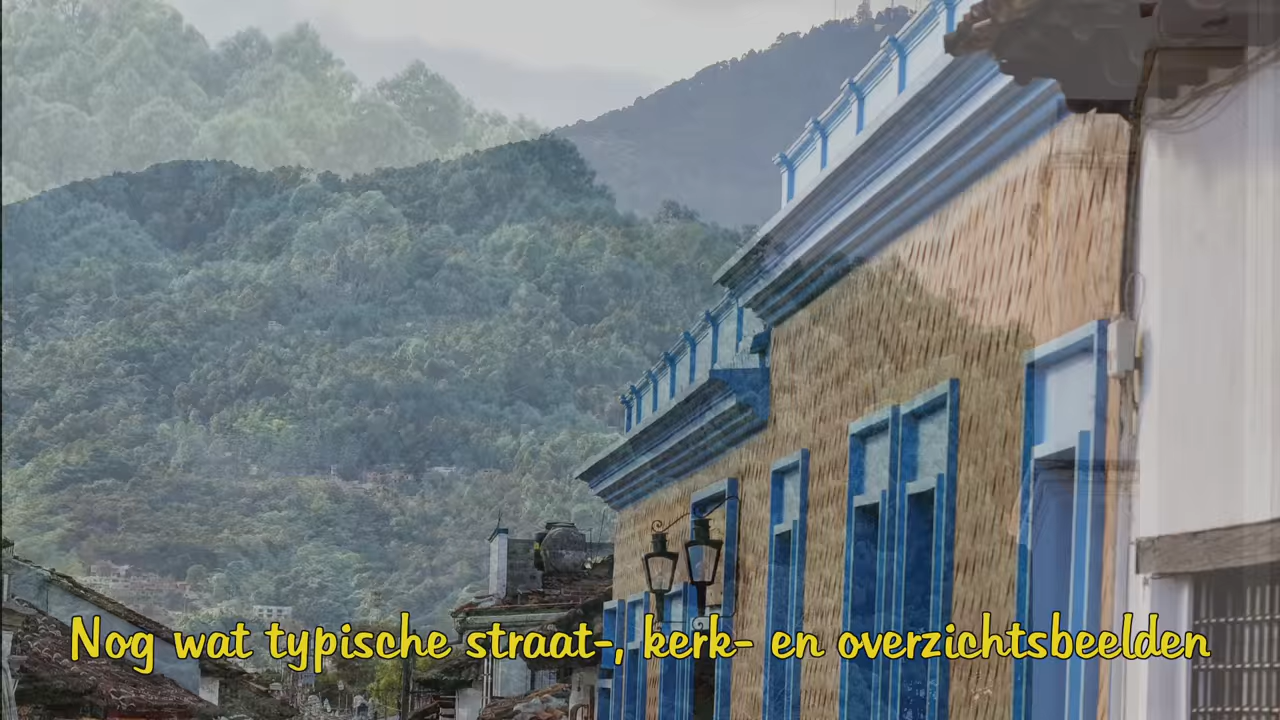 Nog wat typische straat-, kerk- en overzichtsbeelden